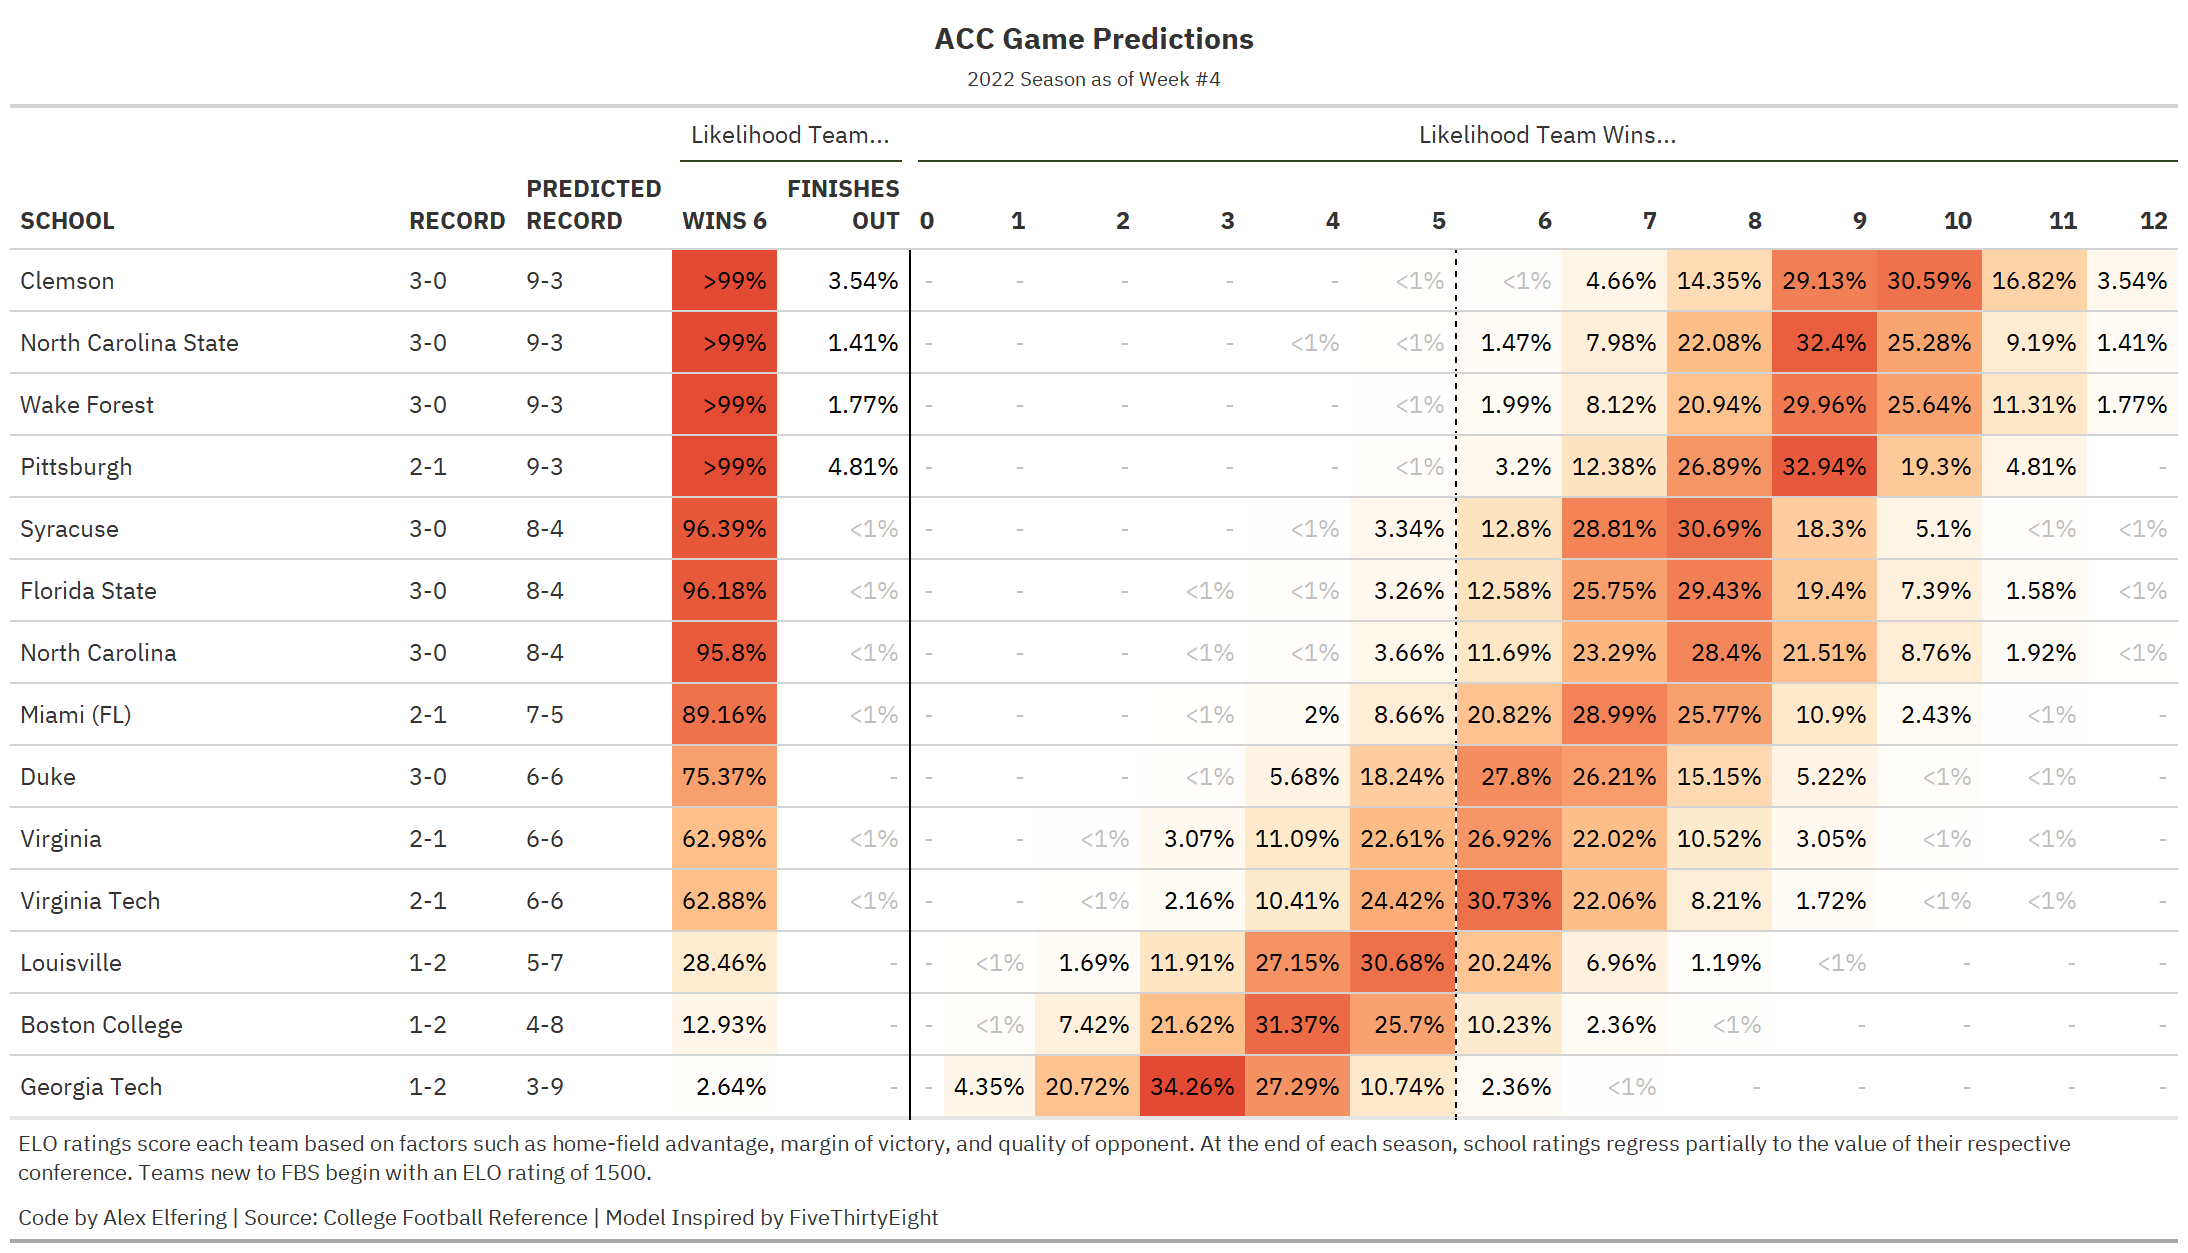 ACC Game Predictions
2022 Season as of Week #4
Likelihood Team... Likelihood Team Wins...
SCHOOL RECORD PREDICTED RECORD WINS 6 FINISHES OUT 0 1 2 3 4 5 6 7 8 9 10 11 12
Clemson 3-0 9-3 >99% 3.54% - - - - - <1% <1% 4.66% 14.35% 29.13% 30.59% 16.82% 3.54%
North Carolina State 3-0 9-3 >99% 1.41% - - - - <1% <1% 1.47% 7.98% 22.08% 32.4% 25.28% 9.19% 1.41%
Wake Forest 3-0 9-3 >99% 1.77% - - - - - <1% 1.99% 8.12% 20.94% 29.96% 25.64% 11.31% 1.77%
Pittsburgh 2-1 9-3 >99% 4.81% - - - - - <1% 3.2% 12.38% 26.89% 32.94% 19.3% 4.81% -
Syracuse 3-0 8-4 96.39% <1% - - - - <1% 3.34% 12.8% 28.81% 30.69% 18.3% 5.1% <1% <1%
Florida State 3-0 8-4 96.18% <1% - - - <1% <1% 3.26% 12.58% 25.75% 29.43% 19.4% 7.39% 1.58% <1%
North Carolina 3-0 8-4 95.8% <1% - - - <1% <1% 3.66% 11.69% 23.29% 28.4% 21.51% 8.76% 1.92% <1%
Miami (FL) 2-1 7-5 89.16% <1% - - - <1% 2% 8.66% 20.82% 28.99% 25.77% 10.9% 2.43% <1% -
Duke 3-0 6-6 75.37% - - - - <1% 5.68% 18.24% 27.8% 26.21% 15.15% 5.22% <1% <1% -
Virginia 2-1 6-6 62.98% <1% - - <1% 3.07% 11.09% 22.61% 26.92% 22.02% 10.52% 3.05% <1% <1% -
Virginia Tech 2-1 6-6 62.88% <1% - - <1% 2.16% 10.41% 24.42% 30.73% 22.06% 8.21% 1.72% <1% <1% -
Louisville 1-2 5-7 28.46% - - <1% 1.69% 11.91% 27.15% 30.68% 20.24% 6.96% 1.19% <1% - - -
Boston College 1-2 4-8 12.93% - - <1% 7.42% 21.62% 31.37% 25.7% 10.23% 2.36% <1% - - - -
Georgia Tech 1-2 3-9 2.64% - - 4.35% 20.72% 34.26% 27.29% 10.74% 2.36% <1% - - - - -
ELO ratings score each team based on factors such as home-field advantage, margin of victory, and quality of opponent. At the end of each season, school ratings regress partially to the value of their respective
conference. Teams new to FBS begin with an ELO rating of 1500.
Code by Alex Elfering | Source: College Football Reference | Model Inspired by FiveThirtyEight